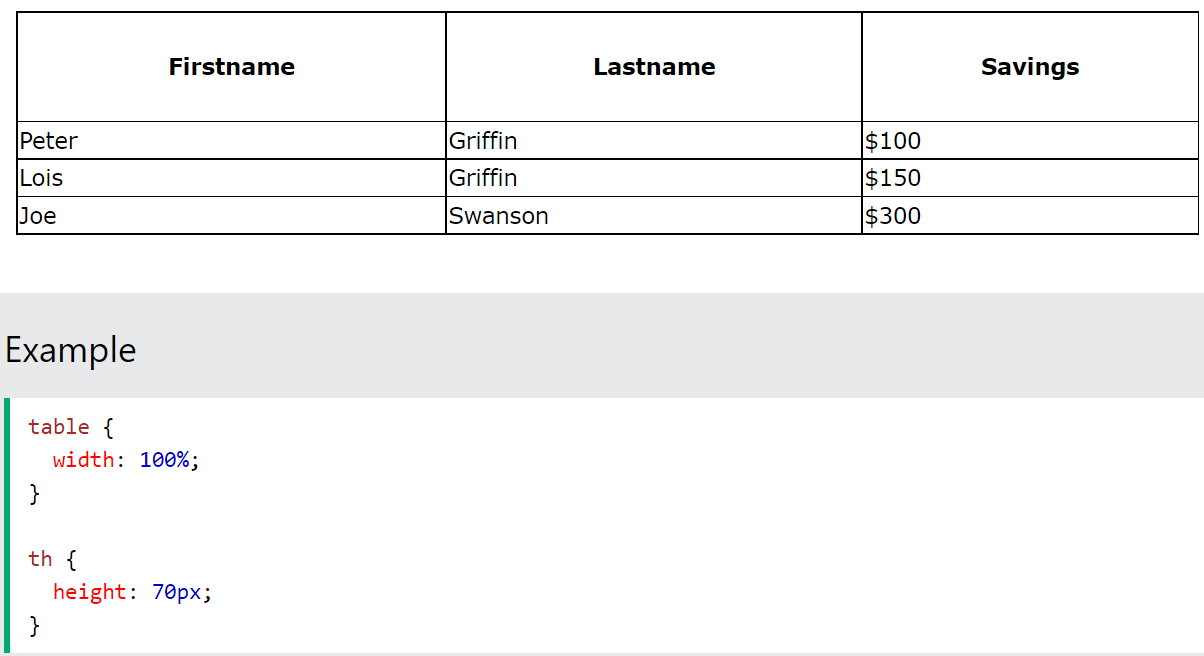 Firstname Lastname Savings
Peter Griffin $100
Lois Griffin $150
Joe Swanson $300
Example
table {
  width: 100%;
}
th {
  height: 70px;
}